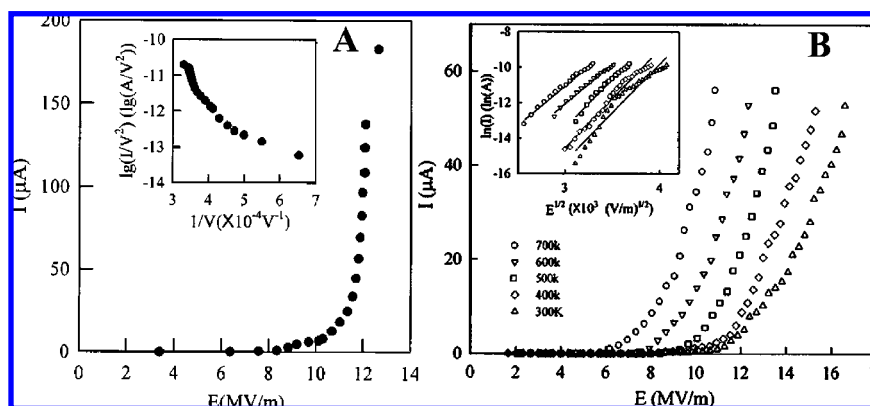 A
I (μA)
200
150
100
50
0
0 2 4 6 8 10 12 14
E(MV/m)
lg(I/V²) (lg(A/V²))
-10
-11
-12
-13
-14
3 4 5 6 7
1/V(X10⁻⁴V⁻¹)
B
I (μA)
60
40
20
0
0 2 4 6 8 10 12 14 16
E (MV/m)
ln(I) (ln(A))
-8
-10
-12
-14
-16
3 4
E^1/2 (X10³ (V/m)^1/2)
700k
600k
500k
400k
300K